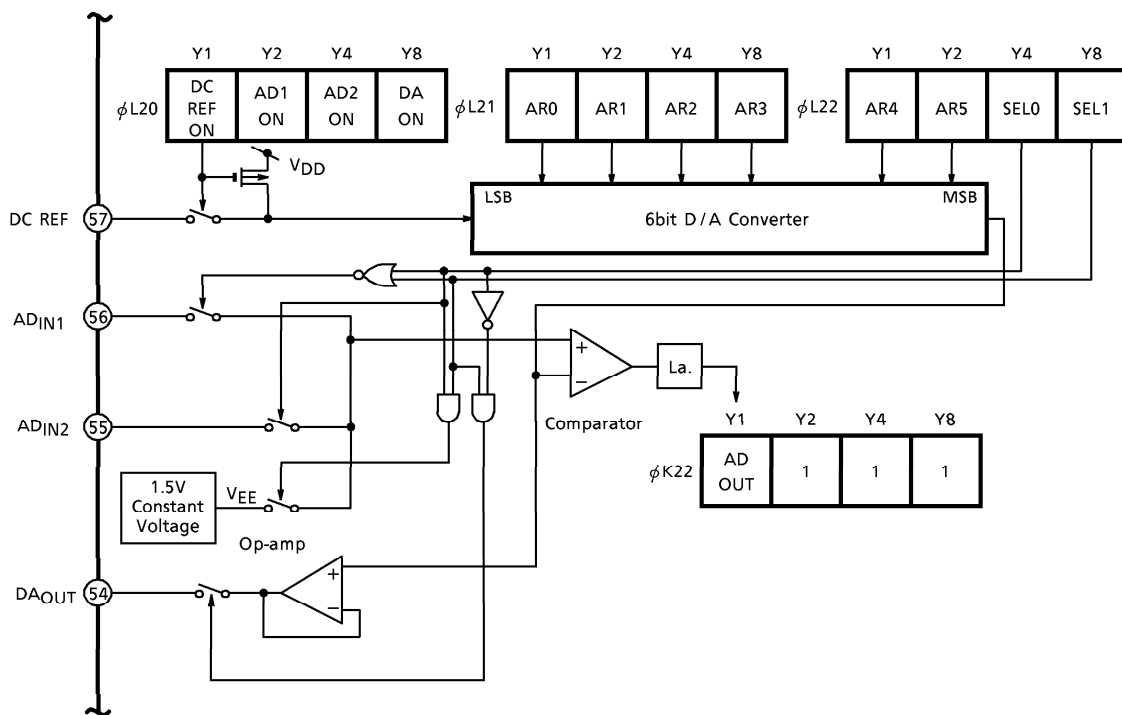 Y1 Y2 Y4 Y8 Y1 Y2 Y4 Y8 Y1 Y2 Y4 Y8
ϕL20
DC
REF
ON
AD1
ON
AD2
ON
DA
ON
ϕL21
AR0 AR1 AR2 AR3
ϕL22
AR4 AR5 SEL0 SEL1
VDD
DC REF 57
LSB
6bit D/A Converter
MSB
ADIN1 56
+
−
Comparator
La.
ADIN2 55
Y1 Y2 Y4 Y8
ϕK22
AD
OUT
1 1 1
1.5V
Constant
Voltage
VEE
Op-amp
+
−
DAOUT 54